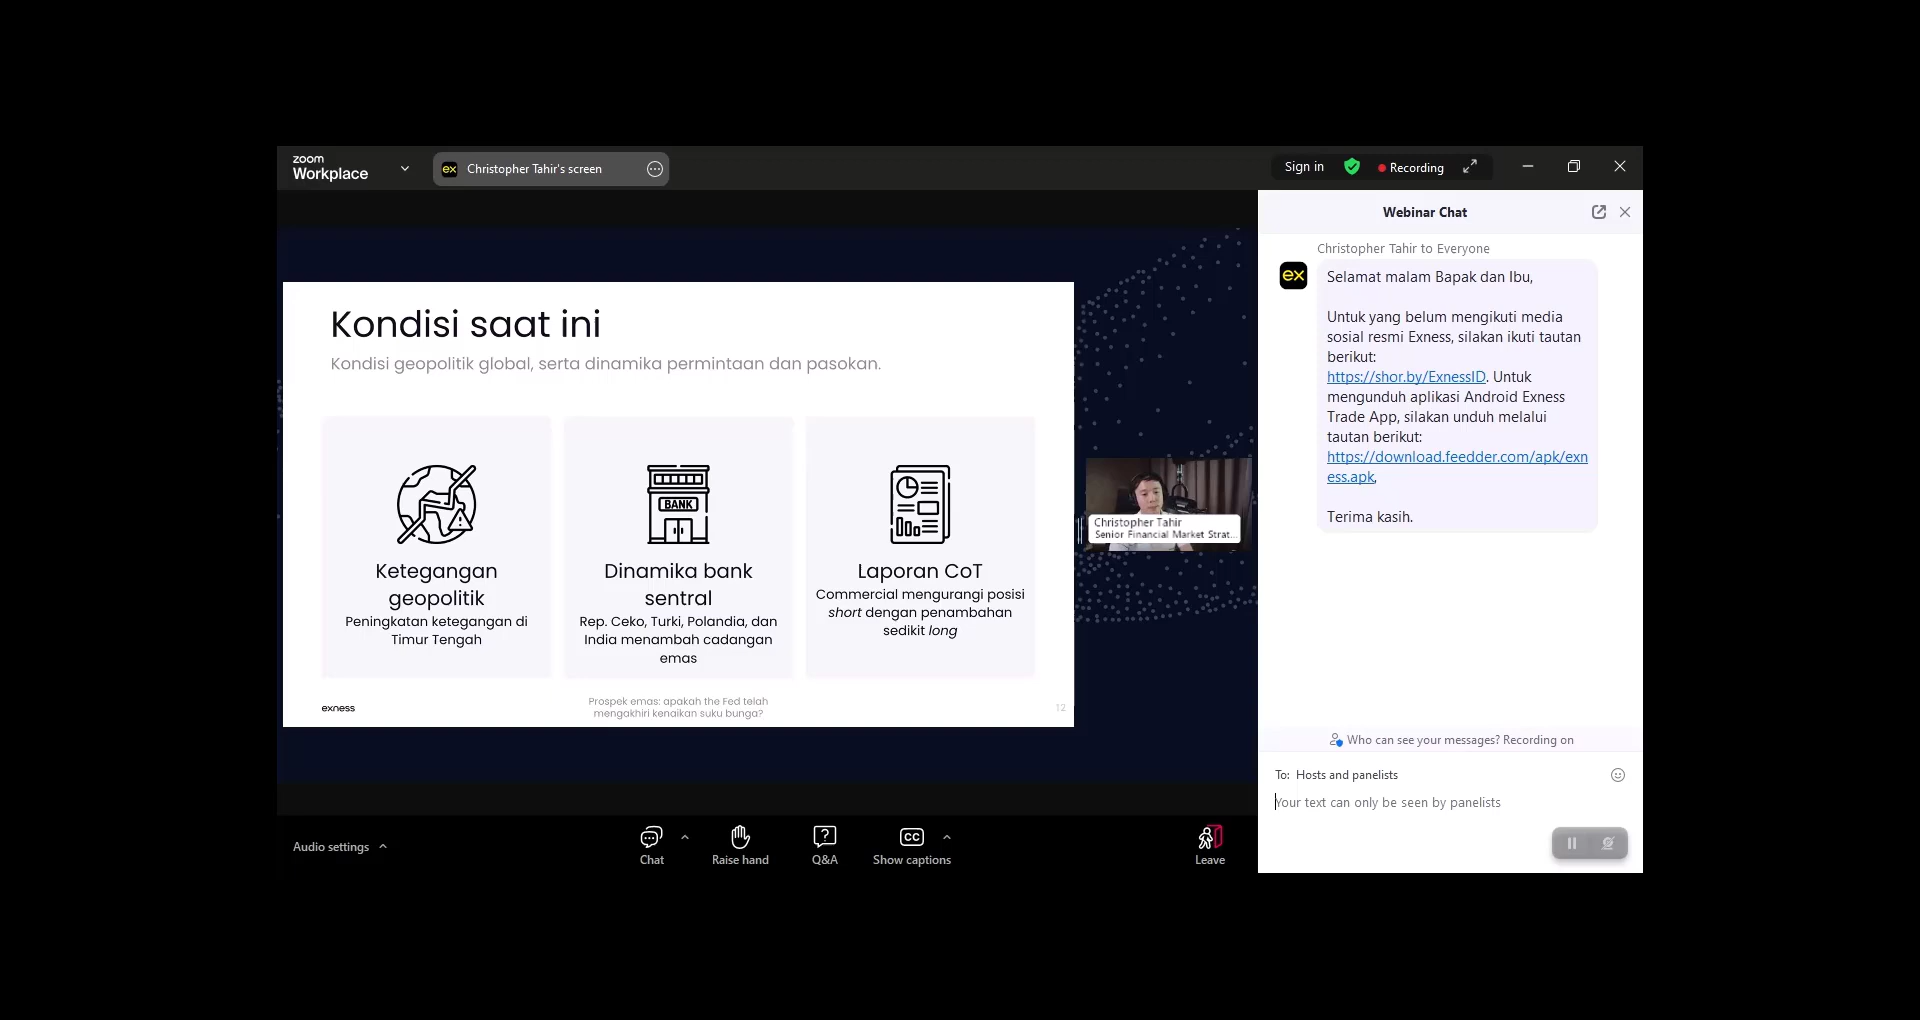 zoom
Workplace
ex Christopher Tahir's screen
Sign in
Recording
Kondisi saat ini
Kondisi geopolitik global, serta dinamika permintaan dan pasokan.
Ketegangan
geopolitik
Peningkatan ketegangan di
Timur Tengah
BANK
Dinamika bank
sentral
Rep. Ceko, Turki, Polandia, dan
India menambah cadangan
emas
Laporan CoT
Commercial mengurangi posisi
short dengan penambahan
sedikit long
exness
Prospek emas: apakah the Fed telah
mengakhiri kenaikan suku bunga?
12
Christopher Tahir
Senior Financial Market Strat...
Webinar Chat
Christopher Tahir to Everyone
ex
Selamat malam Bapak dan Ibu,
Untuk yang belum mengikuti media
sosial resmi Exness, silakan ikuti tautan
berikut:
https://shor.by/ExnessID. Untuk
mengunduh aplikasi Android Exness
Trade App, silakan unduh melalui
tautan berikut:
https://download.feedder.com/apk/exn
ess.apk,
Terima kasih.
Who can see your messages? Recording on
To: Hosts and panelists
Your text can only be seen by panelists
Audio settings
Chat
Raise hand
Q&A
CC
Show captions
Leave